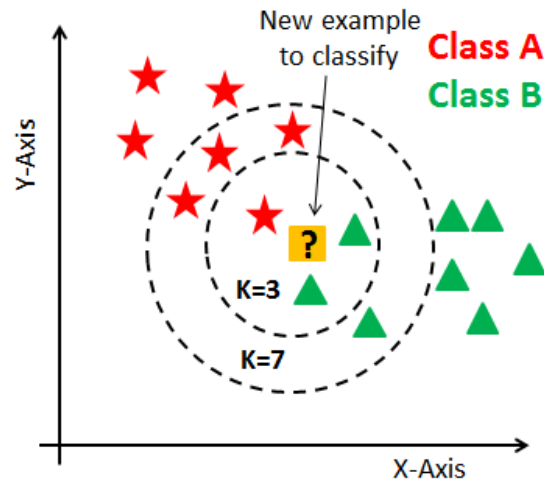 New example
to classify
Class A
Class B
Y-Axis
?
K=3
K=7
X-Axis